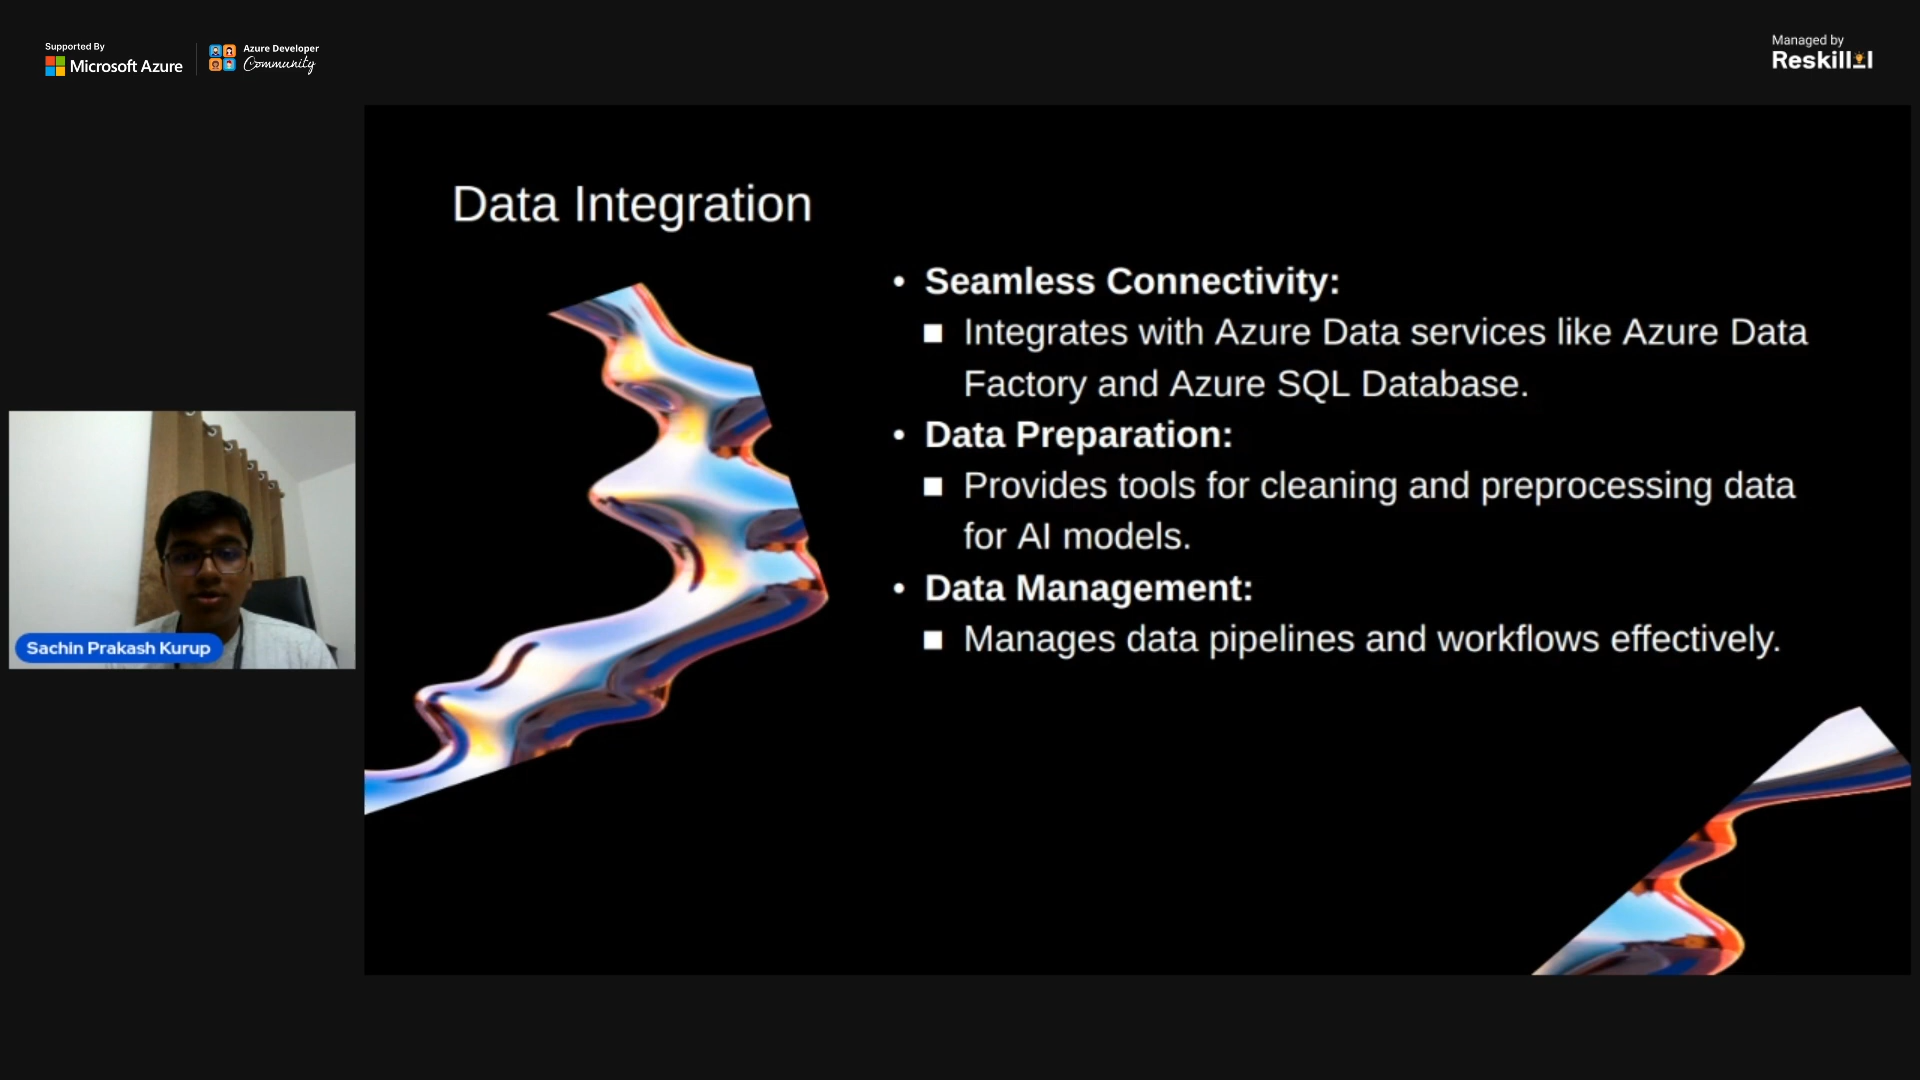 Supported By
Microsoft Azure
Azure Developer
Community
Managed by
Reskilll
Data Integration
• Seamless Connectivity:
■ Integrates with Azure Data services like Azure Data
Factory and Azure SQL Database.
• Data Preparation:
■ Provides tools for cleaning and preprocessing data
for AI models.
• Data Management:
■ Manages data pipelines and workflows effectively.
Sachin Prakash Kurup